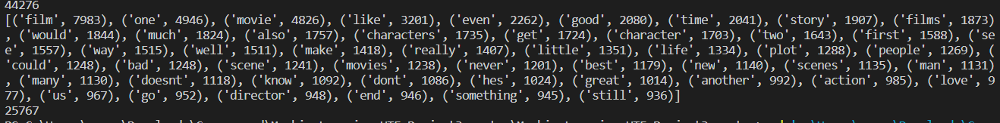 44276
[('film', 7983), ('one', 4946), ('movie', 4826), ('like', 3201), ('even', 2262), ('good', 2080), ('time', 2041), ('story', 1907), ('films', 1873)
, ('would', 1844), ('much', 1824), ('also', 1757), ('characters', 1735), ('get', 1724), ('character', 1703), ('two', 1643), ('first', 1588), ('se
e', 1557), ('way', 1515), ('well', 1511), ('make', 1418), ('really', 1407), ('little', 1351), ('life', 1334), ('plot', 1288), ('people', 1269), (
'could', 1248), ('bad', 1248), ('scene', 1241), ('movies', 1238), ('never', 1201), ('best', 1179), ('new', 1140), ('scenes', 1135), ('man', 1131)
, ('many', 1130), ('doesnt', 1118), ('know', 1092), ('dont', 1086), ('hes', 1024), ('great', 1014), ('another', 992), ('action', 985), ('love', 9
77), ('us', 967), ('go', 952), ('director', 948), ('end', 946), ('something', 945), ('still', 936)]
25767